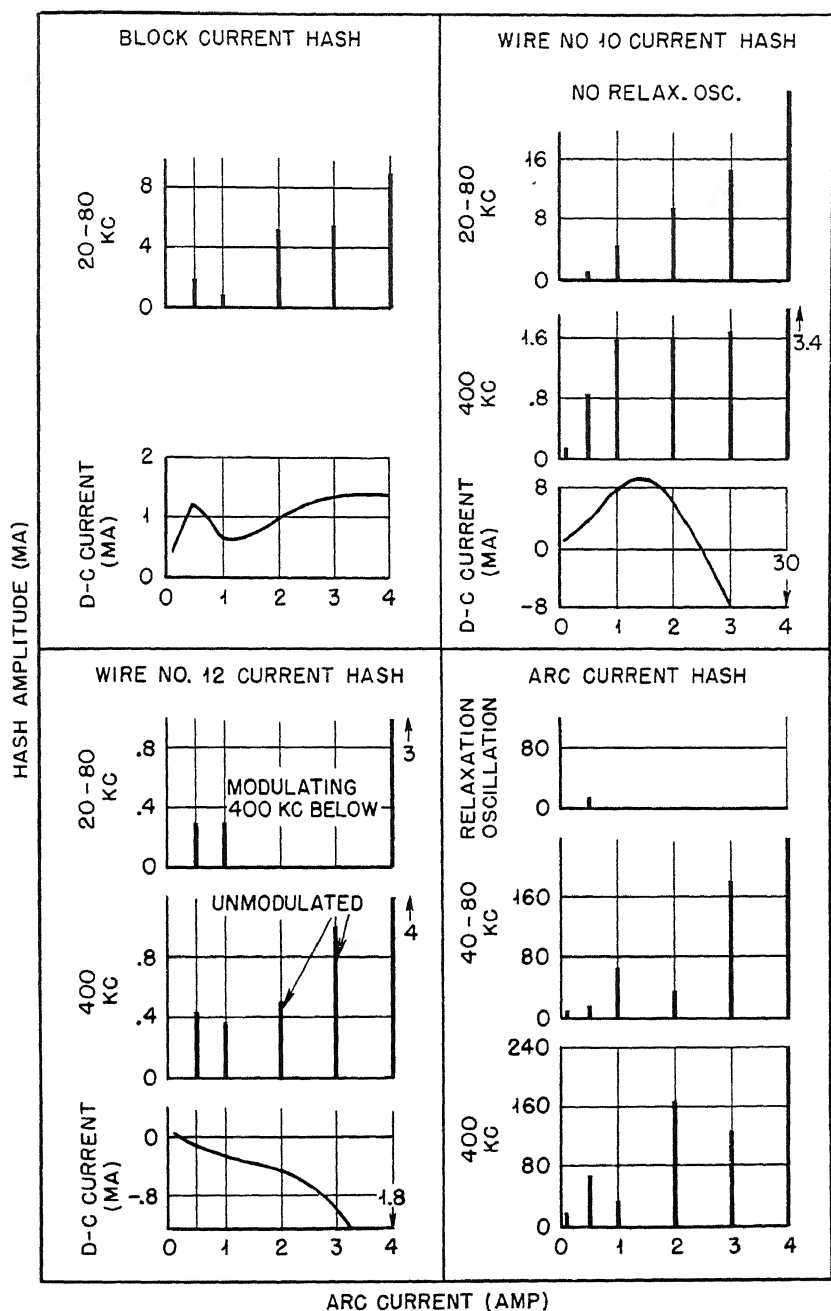 BLOCK CURRENT HASH
20-80 KC
8
4
0
D-C CURRENT (MA)
2
1
0
0 1 2 3 4
WIRE NO 10 CURRENT HASH
NO RELAX. OSC.
20-80 KC
16
8
0
400 KC
1.6
.8
0
3.4
D-C CURRENT (MA)
8
0
-8
30
0 1 2 3 4
HASH AMPLITUDE (MA)
WIRE NO. 12 CURRENT HASH
20-80 KC
.8
.4
0
3
MODULATING
400 KC BELOW
UNMODULATED
400 KC
.8
.4
0
4
D-C CURRENT (MA)
0
-.8
1.8
0 1 2 3 4
ARC CURRENT HASH
RELAXATION OSCILLATION
80
0
40-80 KC
160
80
0
400 KC
240
160
80
0
0 1 2 3 4
ARC CURRENT (AMP)